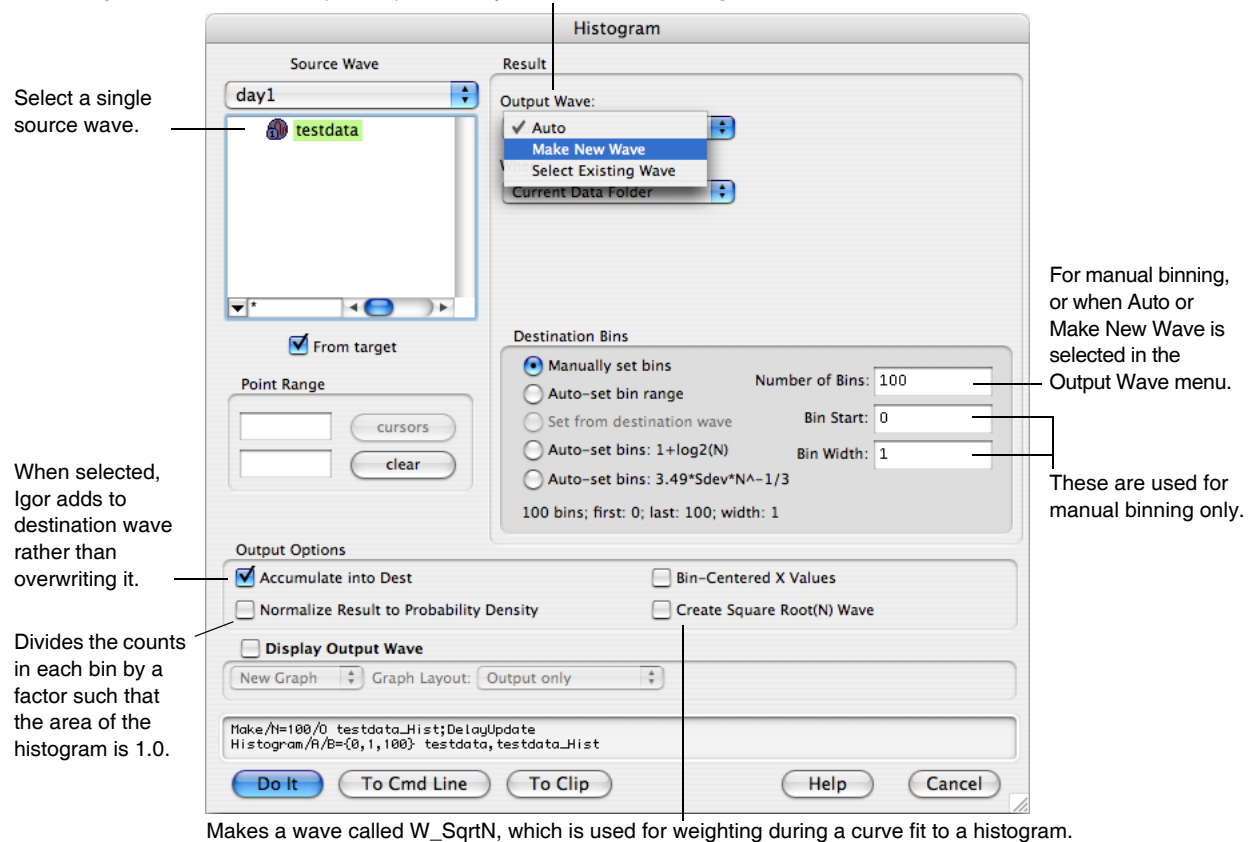 Histogram
Source Wave
Result
Select a single
source wave.
day1
testdata
Output Wave:
✓ Auto
Make New Wave
Select Existing Wave
Current Data Folder
*
From target
Point Range
cursors
clear
Destination Bins
Manually set bins
Auto-set bin range
Set from destination wave
Auto-set bins: 1+log2(N)
Auto-set bins: 3.49*Sdev*N^-1/3
Number of Bins: 100
Bin Start: 0
Bin Width: 1
100 bins; first: 0; last: 100; width: 1
For manual binning,
or when Auto or
Make New Wave is
selected in the
Output Wave menu.
These are used for
manual binning only.
When selected,
Igor adds to
destination wave
rather than
overwriting it.
Output Options
Accumulate into Dest
Bin-Centered X Values
Normalize Result to Probability Density
Create Square Root(N) Wave
Divides the counts
in each bin by a
factor such that
the area of the
histogram is 1.0.
Display Output Wave
New Graph
Graph Layout: Output only
Make/N=100/O testdata_Hist;DelayUpdate
Histogram/A/B={0,1,100} testdata,testdata_Hist
Do It
To Cmd Line
To Clip
Help
Cancel
Makes a wave called W_SqrtN, which is used for weighting during a curve fit to a histogram.